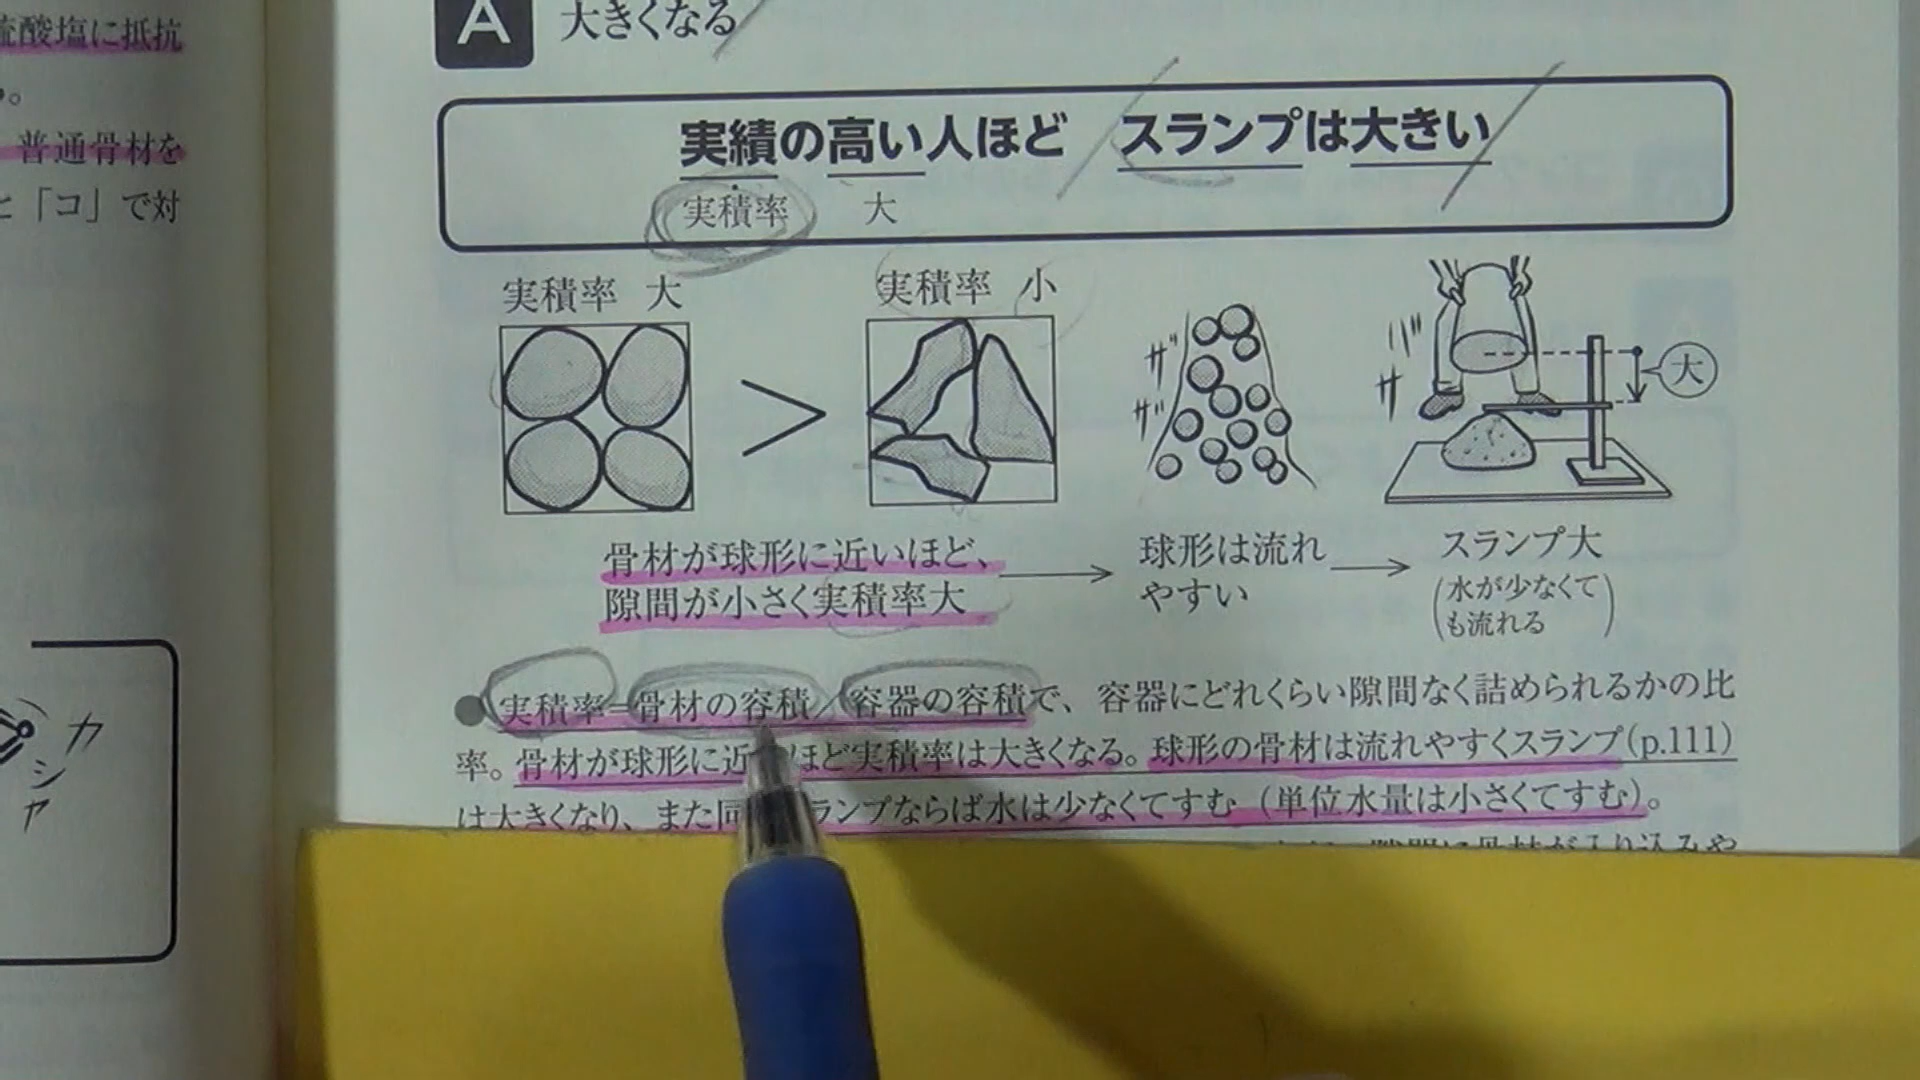 硫酸塩に抵抗
普通骨材を
「コ」で対
カシャ
A 大きくなる
実績の高い人ほど スランプは大きい
実積率 大
実積率 大
実積率 小
ザ
ザ
バ
サ
大
骨材が球形に近いほど、
隙間が小さく実積率大
球形は流れ
やすい
スランプ大
(水が少なくて
も流れる)
●実積率=骨材の容積/容器の容積で、容器にどれくらい隙間なく詰められるかの比
率。骨材が球形に近 ほど実積率は大きくなる。球形の骨材は流れやすくスランプ(p.111)
は大きくなり、また同 ランプならば水は少なくてすむ(単位水量は小さくてすむ)。